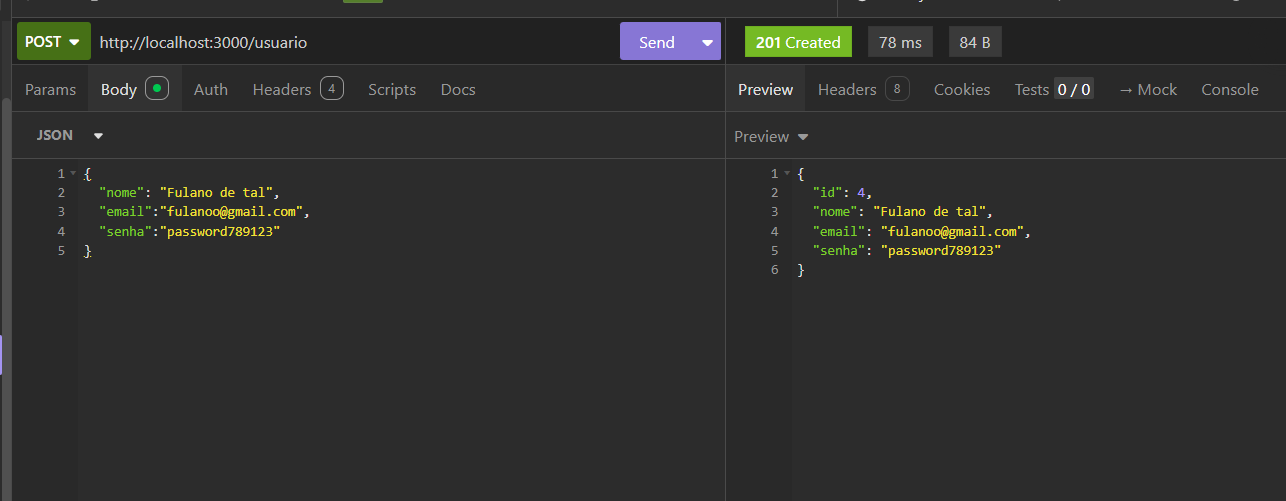 POST http://localhost:3000/usuario Send 201 Created 78 ms 84 B
Params Body Auth Headers 4 Scripts Docs Preview Headers 8 Cookies Tests 0 / 0 → Mock Console
JSON
Preview
1 {
2 "nome": "Fulano de tal",
3 "email":"fulanoo@gmail.com",
4 "senha":"password789123"
5 }
1 {
2 "id": 4,
3 "nome": "Fulano de tal",
4 "email": "fulanoo@gmail.com",
5 "senha": "password789123"
6 }